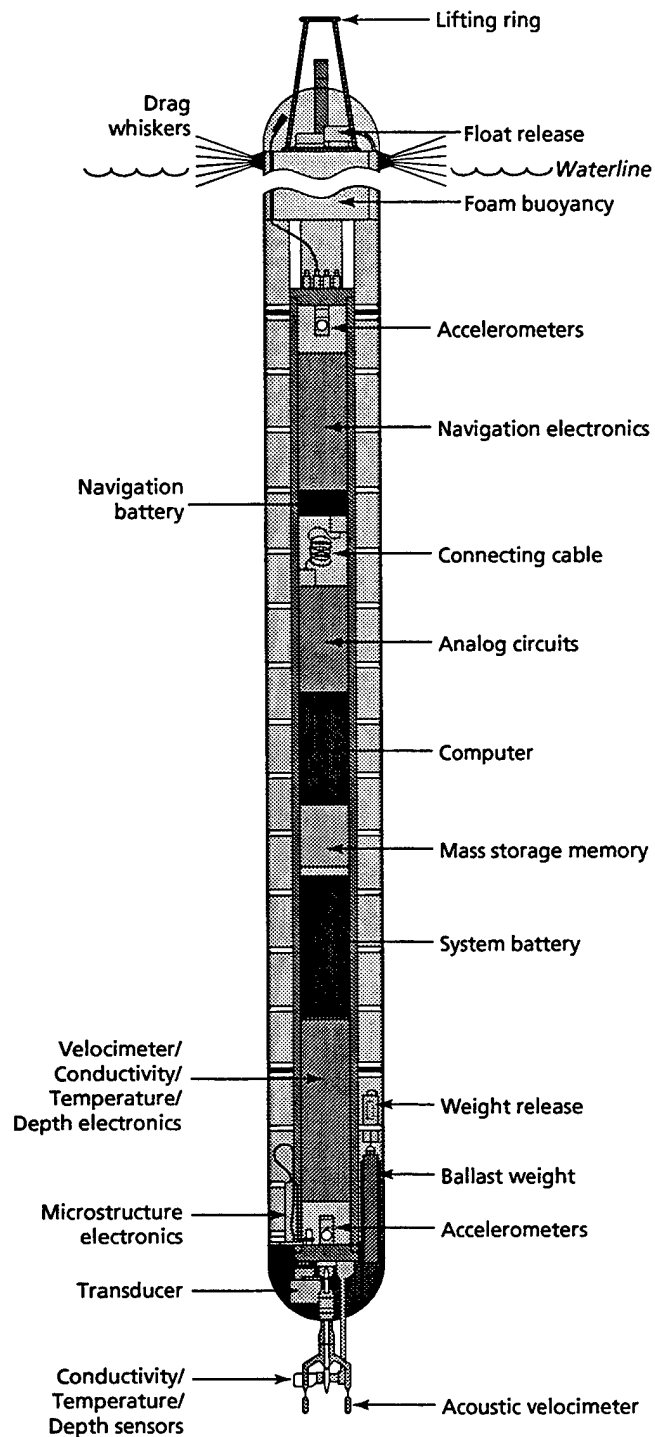 Lifting ring
Drag
whiskers
Float release
Waterline
Foam buoyancy
Accelerometers
Navigation electronics
Navigation
battery
Connecting cable
Analog circuits
Computer
Mass storage memory
System battery
Velocimeter/
Conductivity/
Temperature/
Depth electronics
Weight release
Ballast weight
Microstructure
electronics
Accelerometers
Transducer
Conductivity/
Temperature/
Depth sensors
Acoustic velocimeter